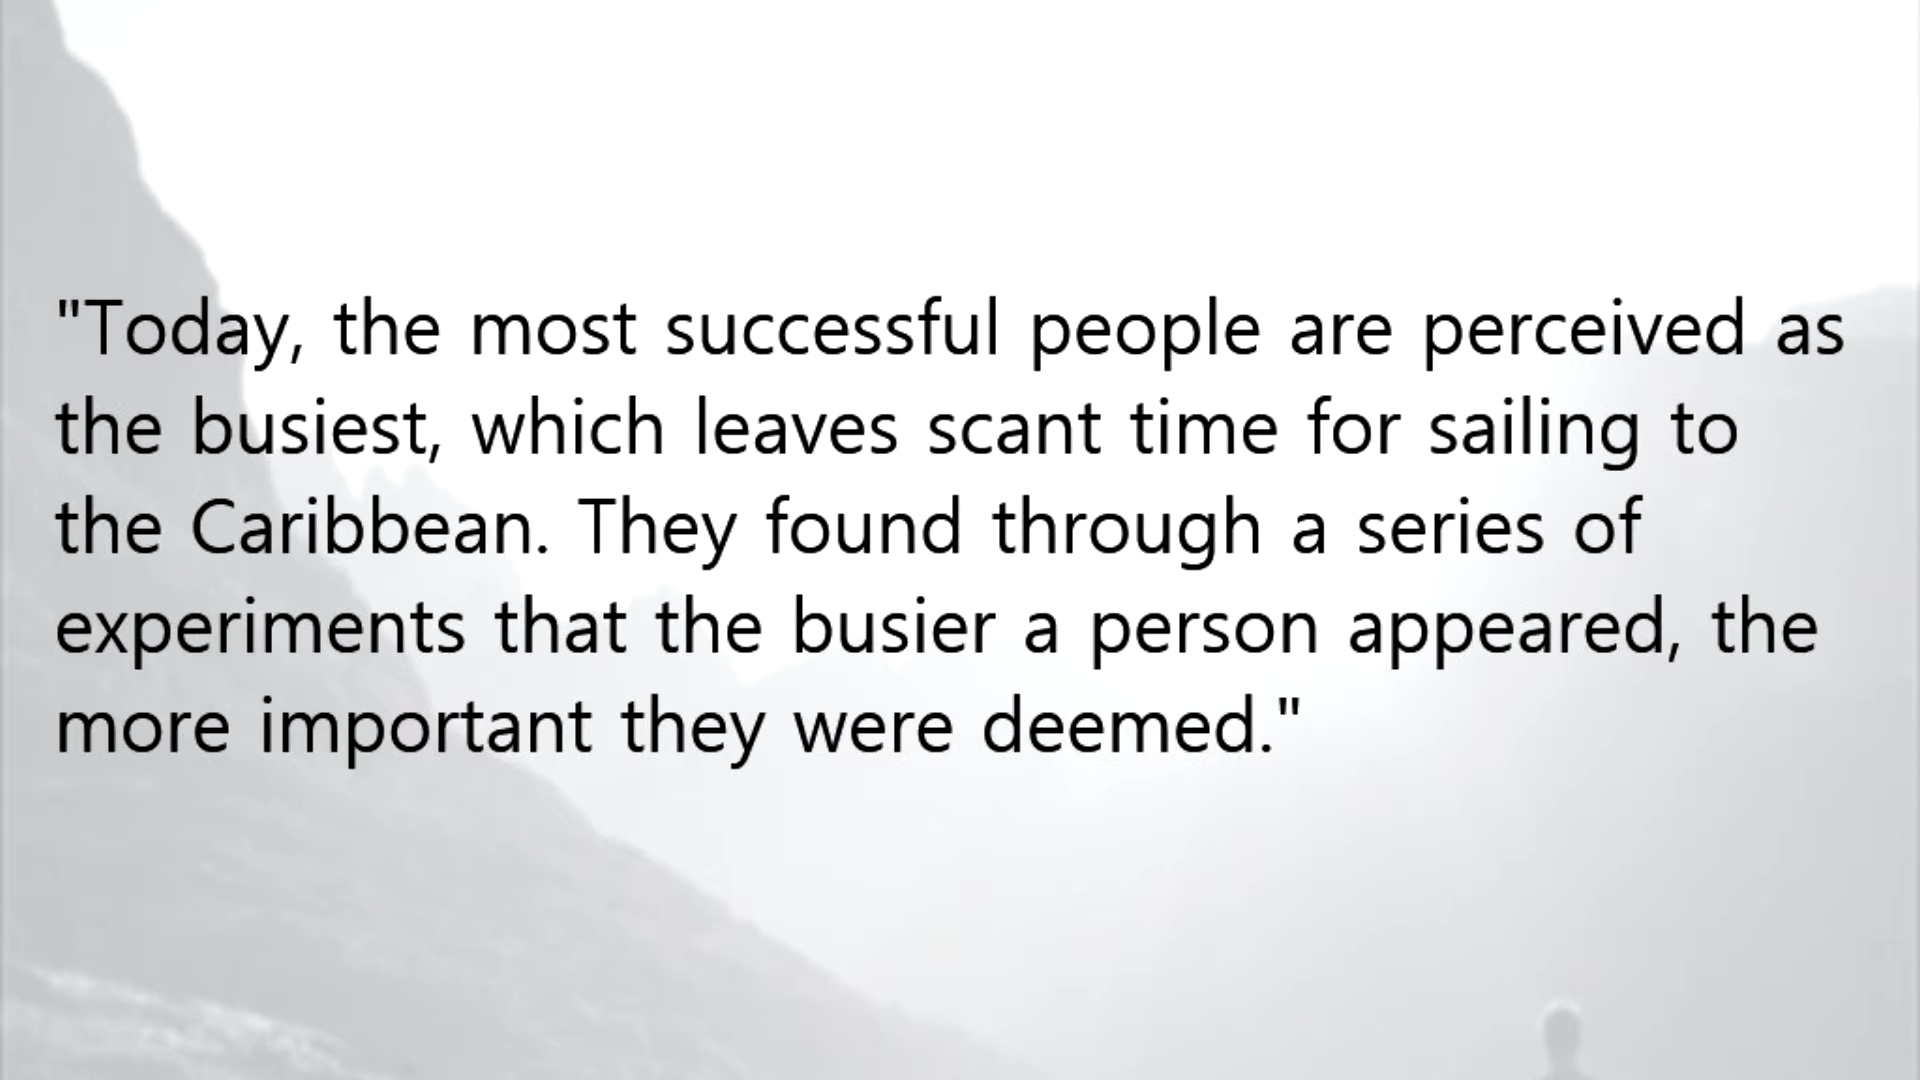 "Today, the most successful people are perceived as
the busiest, which leaves scant time for sailing to
the Caribbean. They found through a series of
experiments that the busier a person appeared, the
more important they were deemed."